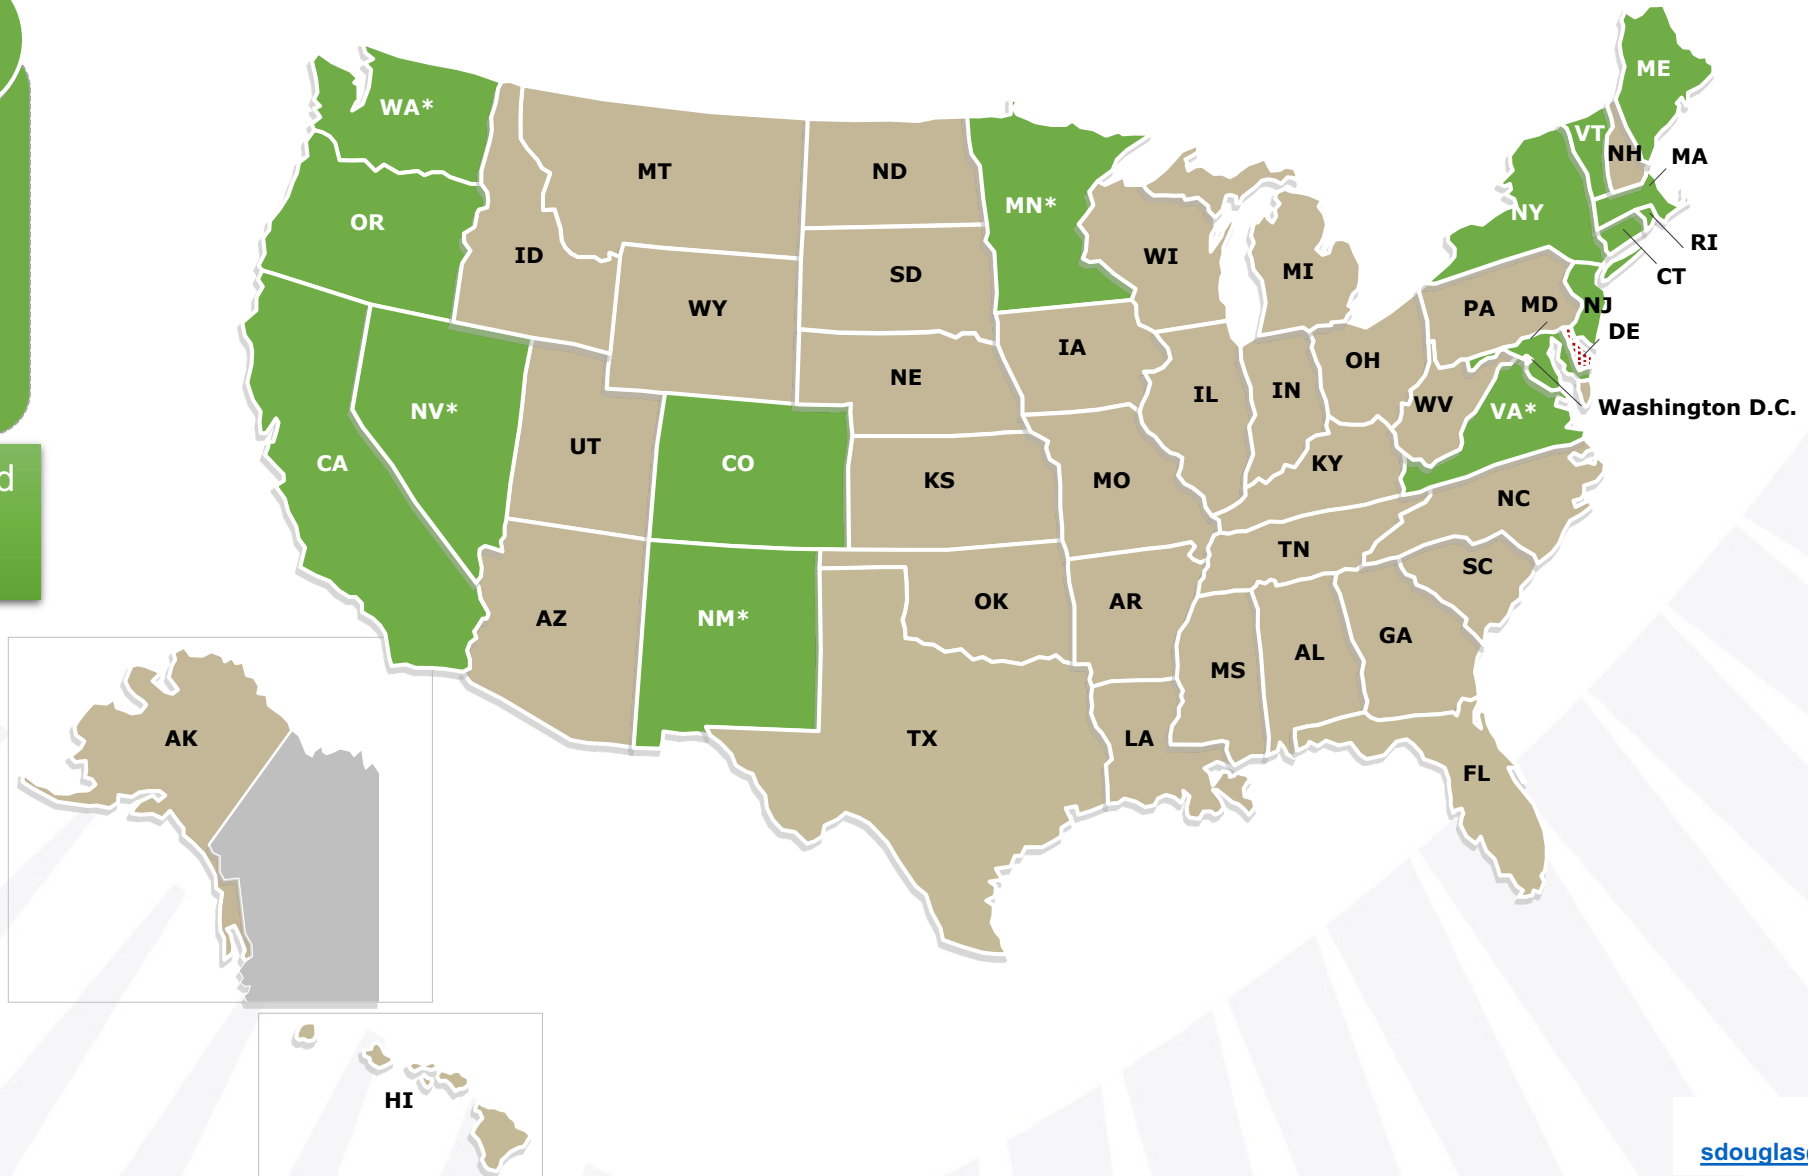 ME
WA*
VT
NH
MA
MT
ND
MN*
NY
OR
RI
ID
WI
SD
MI
CT
WY
PA
MD
NJ
DE
IA
OH
NE
IL
IN
WV
VA*
Washington D.C.
NV*
UT
CA
CO
KS
MO
KY
NC
d
TN
SC
AZ
NM*
OK
AR
GA
MS
AL
AK
TX
LA
FL
HI